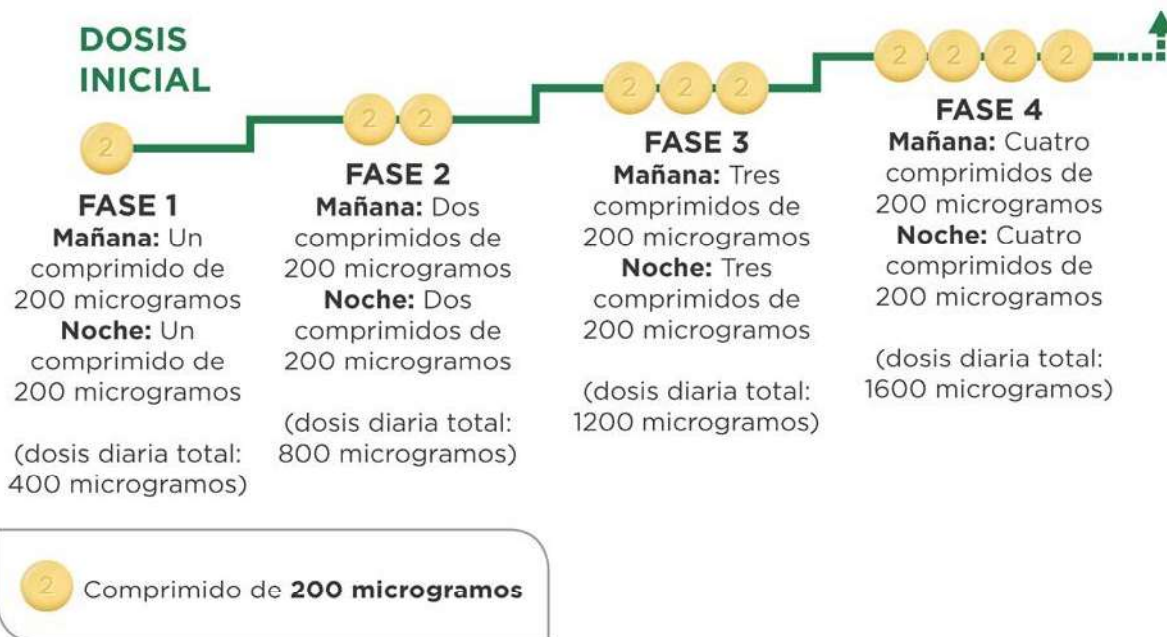 DOSIS
INICIAL
2
FASE 1
Mañana: Un
comprimido de
200 microgramos
Noche: Un
comprimido de
200 microgramos
(dosis diaria total:
400 microgramos)
2 2
FASE 2
Mañana: Dos
comprimidos de
200 microgramos
Noche: Dos
comprimidos de
200 microgramos
(dosis diaria total:
800 microgramos)
2 2 2
FASE 3
Mañana: Tres
comprimidos de
200 microgramos
Noche: Tres
comprimidos de
200 microgramos
(dosis diaria total:
1200 microgramos)
2 2 2 2
FASE 4
Mañana: Cuatro
comprimidos de
200 microgramos
Noche: Cuatro
comprimidos de
200 microgramos
(dosis diaria total:
1600 microgramos)
2 Comprimido de 200 microgramos